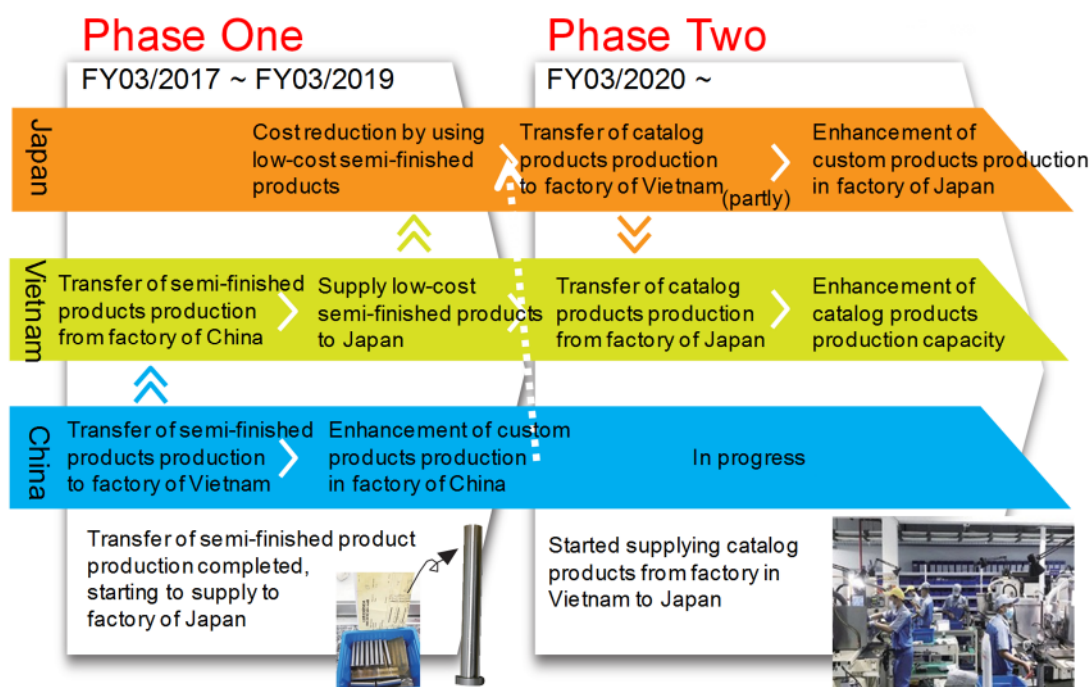 Phase One
FY03/2017 ~ FY03/2019
Phase Two
FY03/2020 ~
Japan
Cost reduction by using
low-cost semi-finished
products
Transfer of catalog
products production
to factory of Vietnam
(partly)
Enhancement of
custom products production
in factory of Japan
Vietnam
Transfer of semi-finished
products production
from factory of China
Supply low-cost
semi-finished products
to Japan
Transfer of catalog
products production
from factory of Japan
Enhancement of
catalog products
production capacity
China
Transfer of semi-finished
products production
to factory of Vietnam
Enhancement of custom
products production
in factory of China
In progress
Transfer of semi-finished product
production completed,
starting to supply to
factory of Japan
Started supplying catalog
products from factory in
Vietnam to Japan